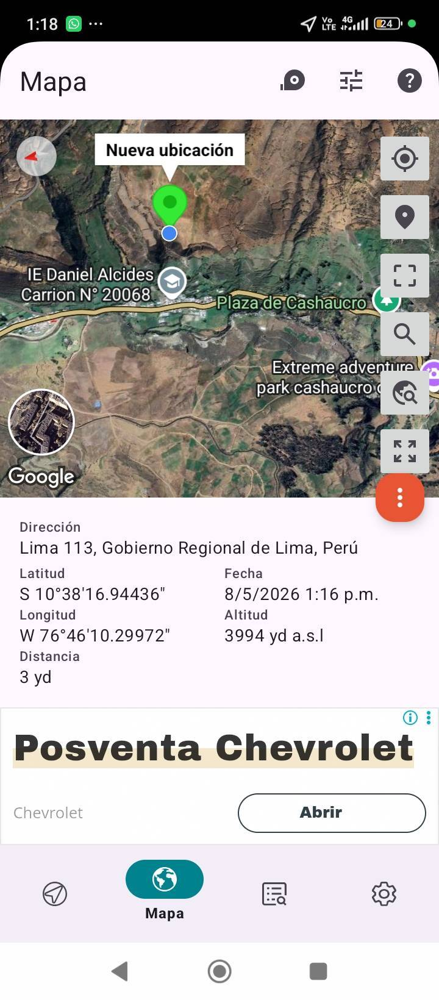 1:18
Vo
LTE
4G
24
Mapa
Nueva ubicación
IE Daniel Alcides
Carrion N° 20068
Plaza de Cashaucro
Extreme adventure
park cashaucro
Google
Dirección
Lima 113, Gobierno Regional de Lima, Perú
Latitud
S 10°38'16.94436"
Fecha
8/5/2026 1:16 p.m.
Longitud
W 76°46'10.29972"
Altitud
3994 yd a.s.l
Distancia
3 yd
Posventa Chevrolet
Chevrolet
Abrir
Mapa